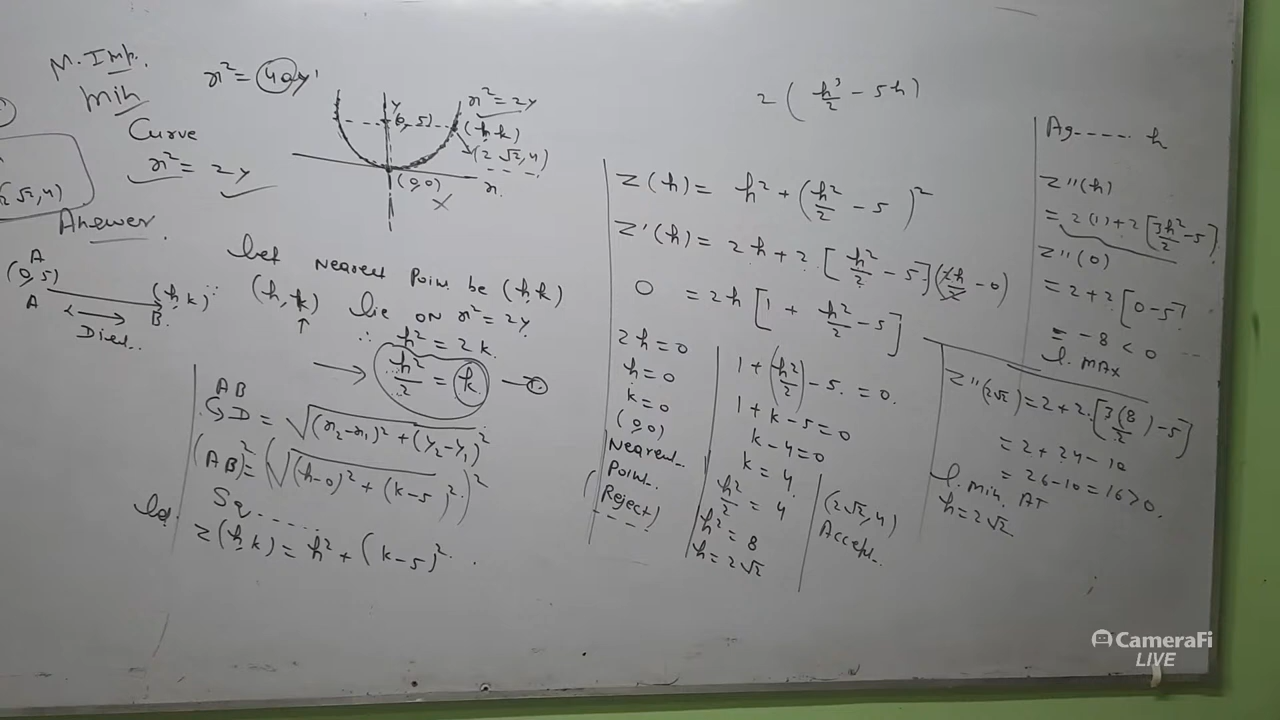 M. Imp.
Min
x² = 4ay
Curve
x² = 2y
2√2, 4)
Answer
A
(0, 5)
A
(h, k)
B.
Dist..
y
(0, 5)
x² = 2y
(h, k)
(2√2, 4)
(0,0)
x
Let Nearest Point be (h, k)
(h, k) lie ON x² = 2y
∴ h² = 2k.
→ h²/2 = k —①
AB
D = √(x₂-x₁)² + (y₂-y₁)²
(AB)² = (√(h-0)² + (k-5)²)²
Sq.....
Z(h,k) = h² + (k-5)².
2(h³/2 - 5h)
Z(h) = h² + (h²/2 - 5)²
Z'(h) = 2h + 2[h²/2 - 5](2h/2 - 0)
0 = 2h[1 + h²/2 - 5]
2h = 0
h = 0
k = 0
(0,0)
Nearest..
Point..
(Reject)
1 + (h²/2) - 5 = 0.
1 + k - 5 = 0
k - 4 = 0
k = 4.
h²/2 = 4
h² = 8
h = 2√2
(2√2, 4)
Accept..
Ag..... h
Z''(h)
= 2(1) + 2[3h²/2 - 5]
Z''(0)
= 2 + 2[0 - 5]
= -8 < 0
l. MAX
Z''(2√2) = 2 + 2.[3(8)/2 - 5]
= 2 + 24 - 10
= 26 - 10 = 16 > 0.
l. min. AT
h = 2√2
CameraFi
LIVE